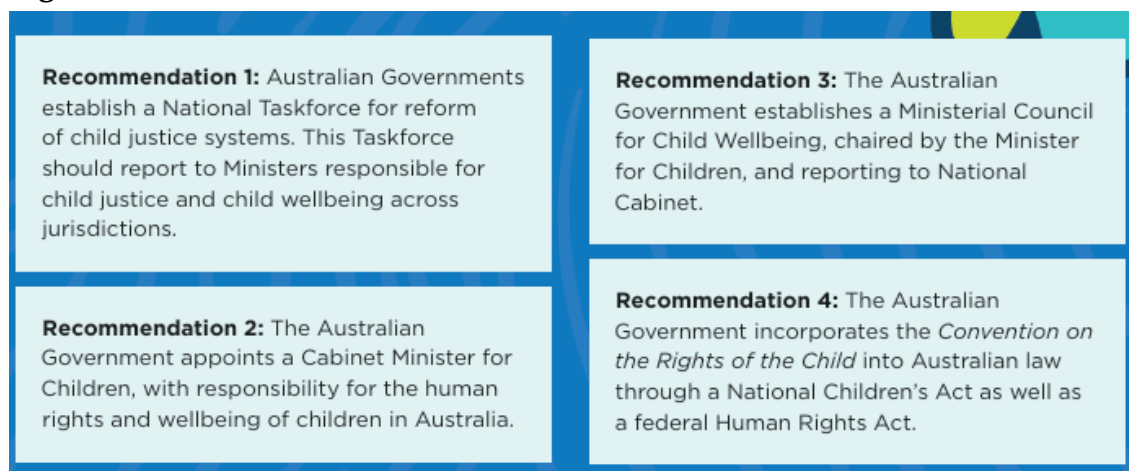 Recommendation 1: Australian Governments
establish a National Taskforce for reform
of child justice systems. This Taskforce
should report to Ministers responsible for
child justice and child wellbeing across
jurisdictions.
Recommendation 2: The Australian
Government appoints a Cabinet Minister for
Children, with responsibility for the human
rights and wellbeing of children in Australia.
Recommendation 3: The Australian
Government establishes a Ministerial Council
for Child Wellbeing, chaired by the Minister
for Children, and reporting to National
Cabinet.
Recommendation 4: The Australian
Government incorporates the Convention on
the Rights of the Child into Australian law
through a National Children’s Act as well as
a federal Human Rights Act.